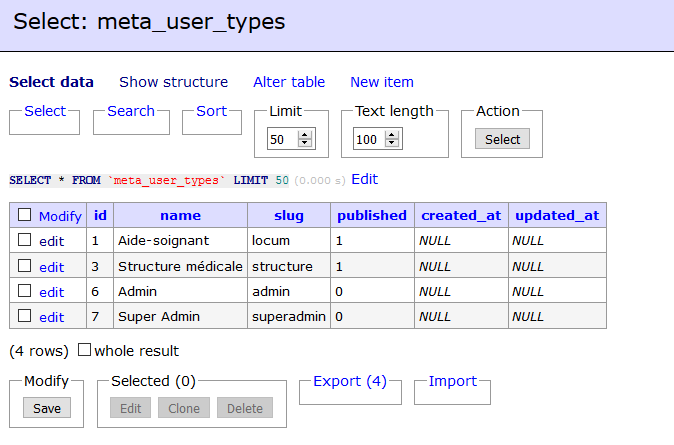 Select: meta_user_types
Select data Show structure Alter table New item
Select Search Sort Limit Text length Action
50 100 Select
SELECT * FROM `meta_user_types` LIMIT 50 (0.000 s) Edit
Modify id name slug published created_at updated_at
edit 1 Aide-soignant locum 1 NULL NULL
edit 3 Structure médicale structure 1 NULL NULL
edit 6 Admin admin 0 NULL NULL
edit 7 Super Admin superadmin 0 NULL NULL
(4 rows) whole result
Modify Selected (0) Export (4) Import
Save Edit Clone Delete